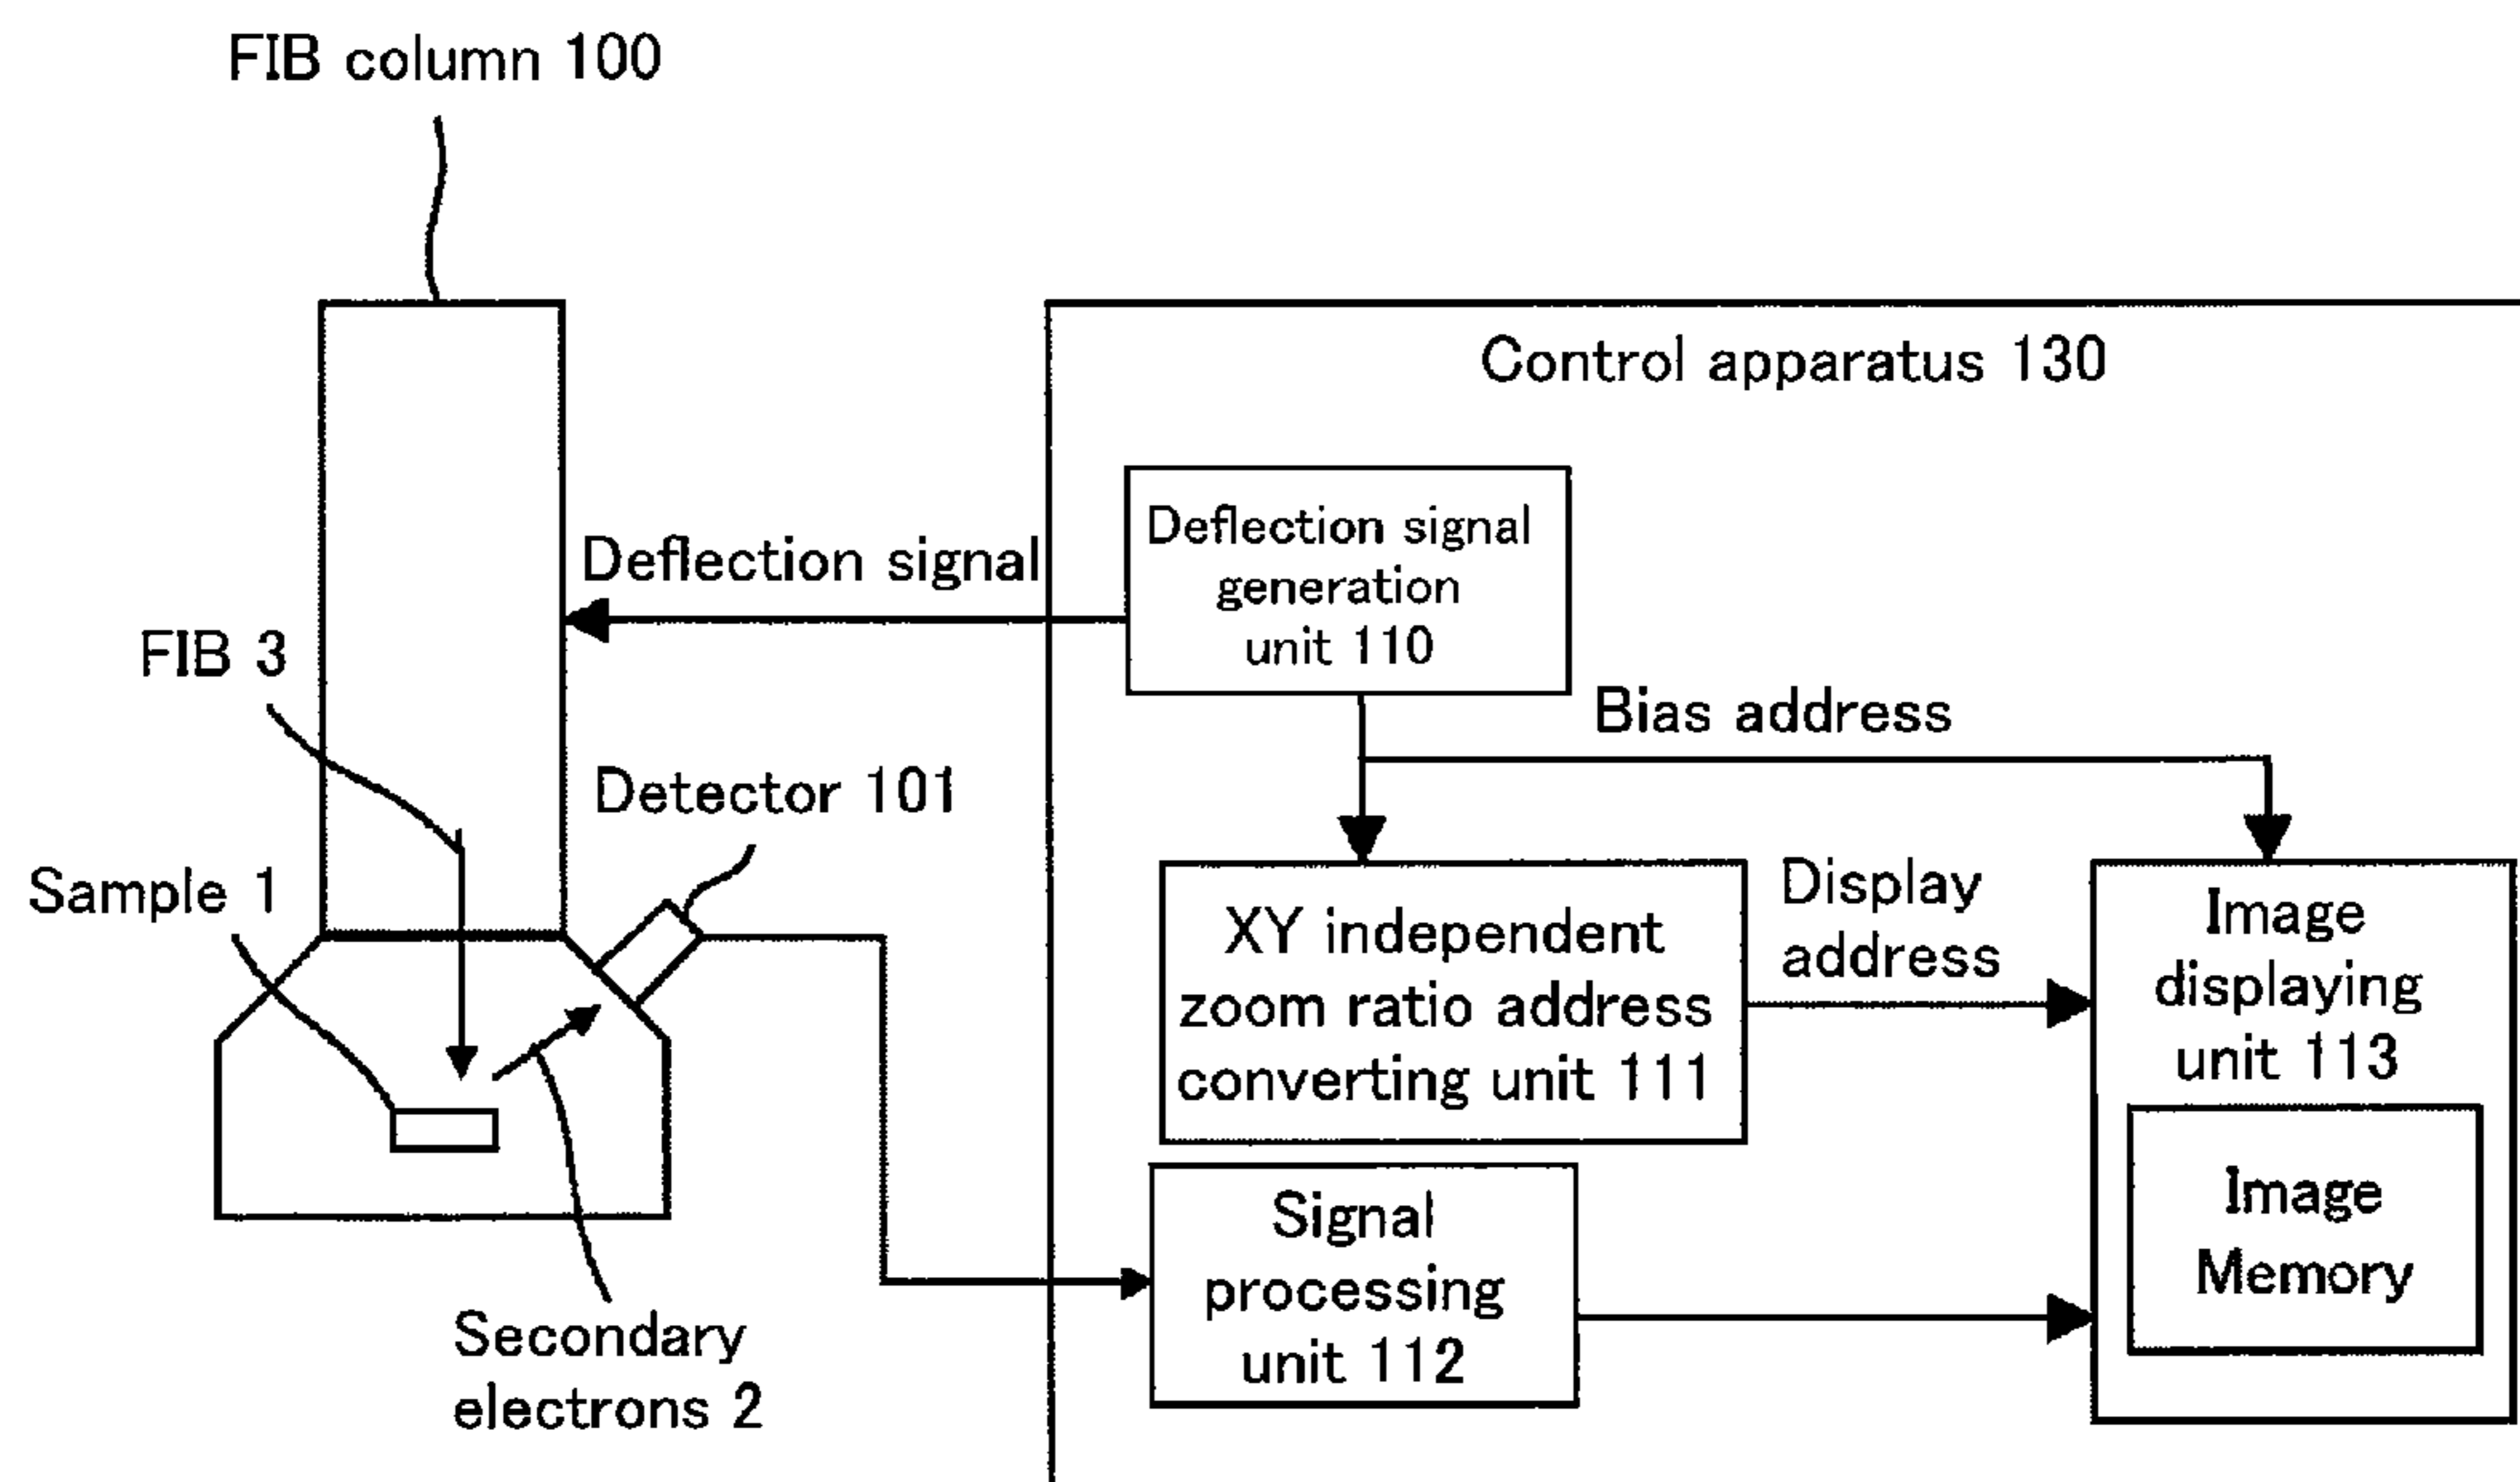 FIB column 100
Control apparatus 130
Deflection signal
generation
unit 110
Deflection signal
FIB 3
Bias address
Detector 101
Sample 1
XY independent
zoom ratio address
converting unit 111
Display
address
Image
displaying
unit 113
Image
Memory
Signal
processing
unit 112
Secondary
electrons 2